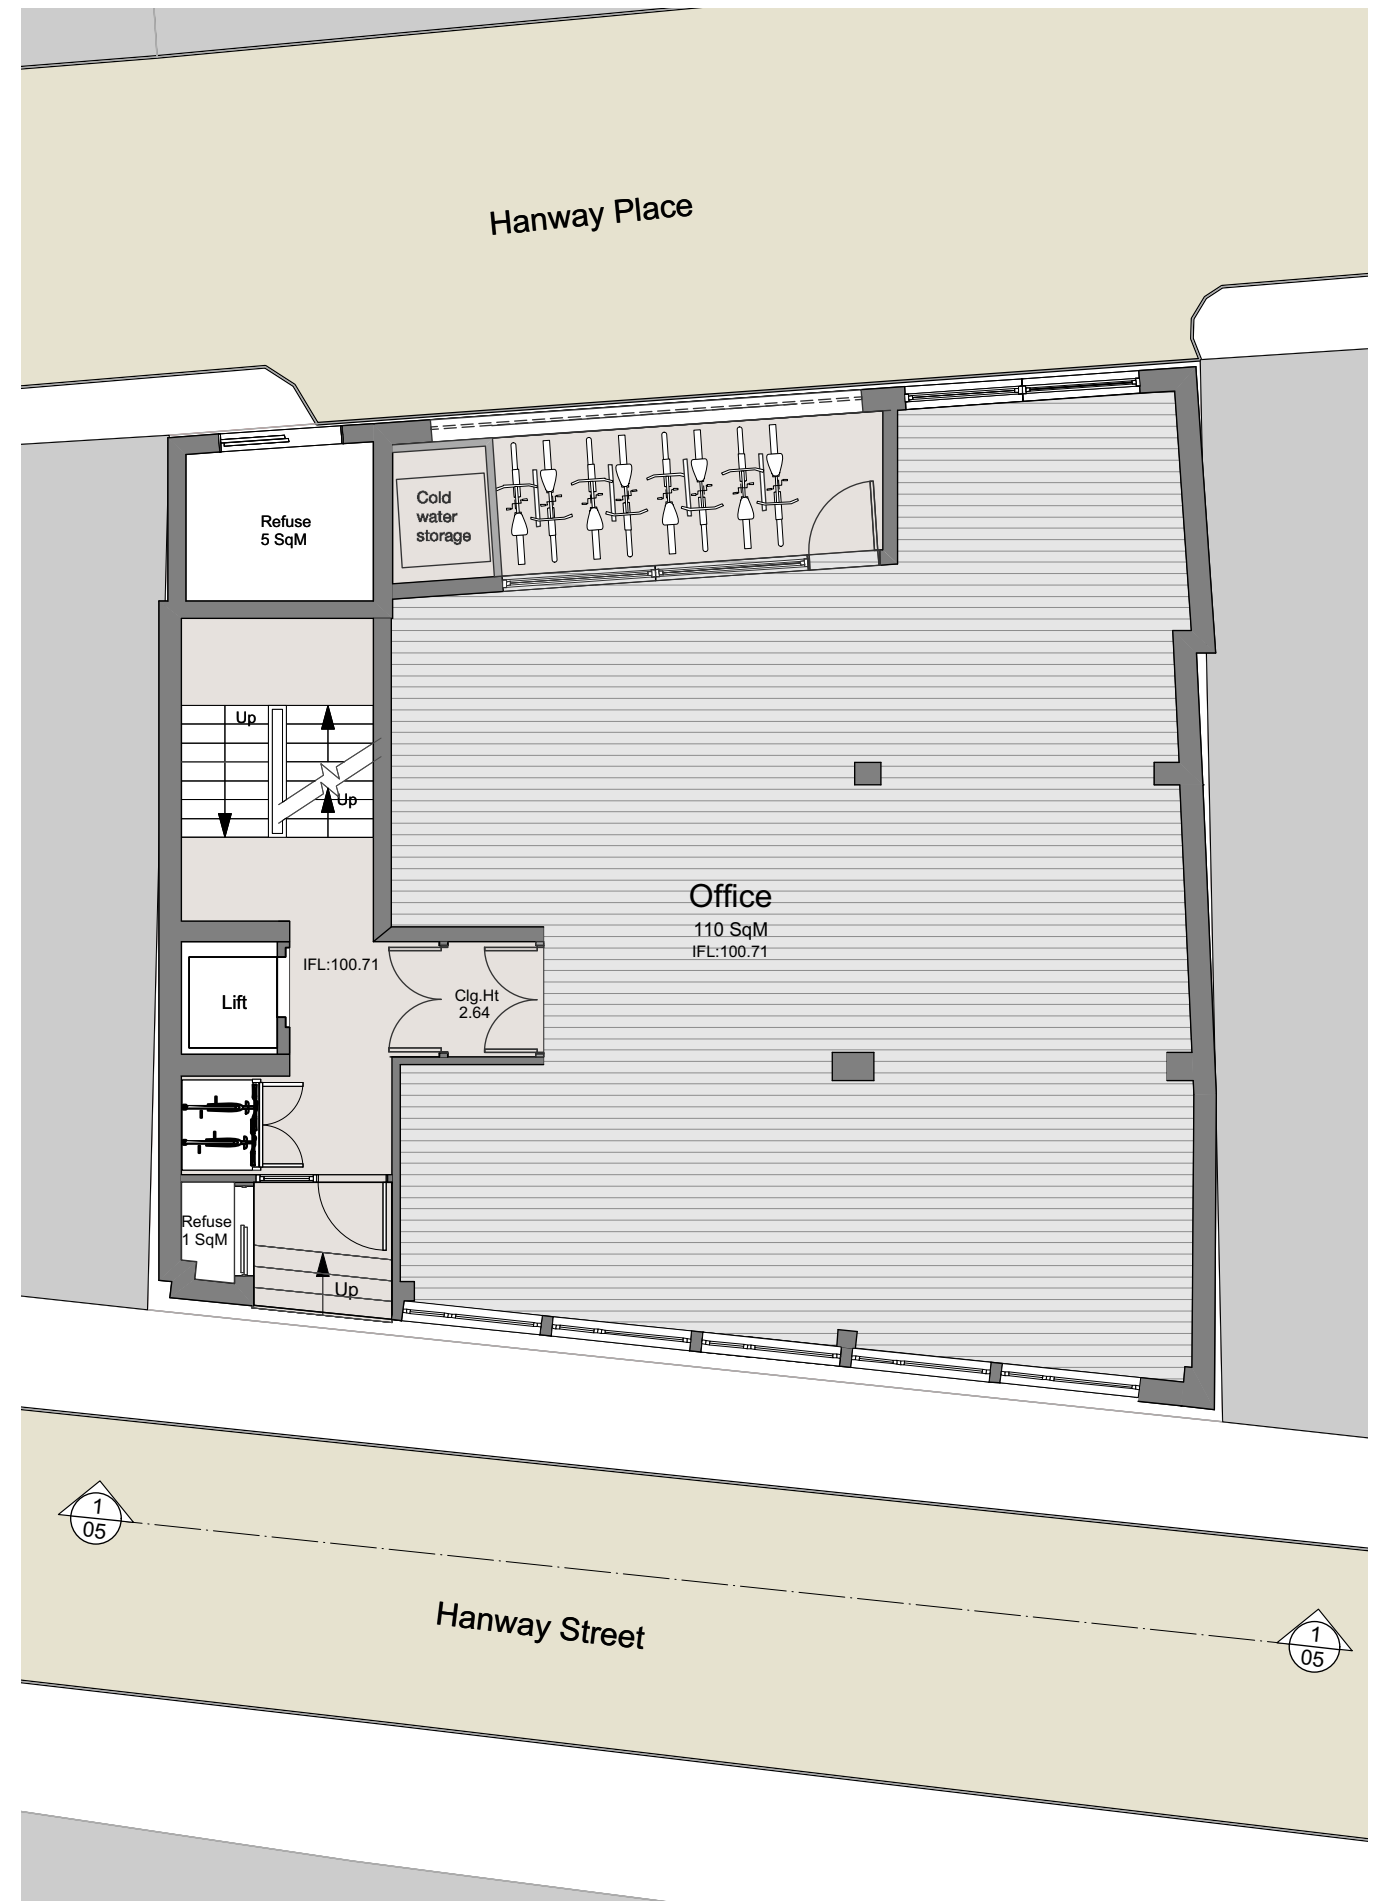 Hanway Place
Refuse
5 SqM
Cold
water
storage
Up
Up
Office
110 SqM
IFL:100.71
IFL:100.71
Lift
Clg.Ht
2.64
Refuse
1 SqM
Up
1
05
Hanway Street
1
05